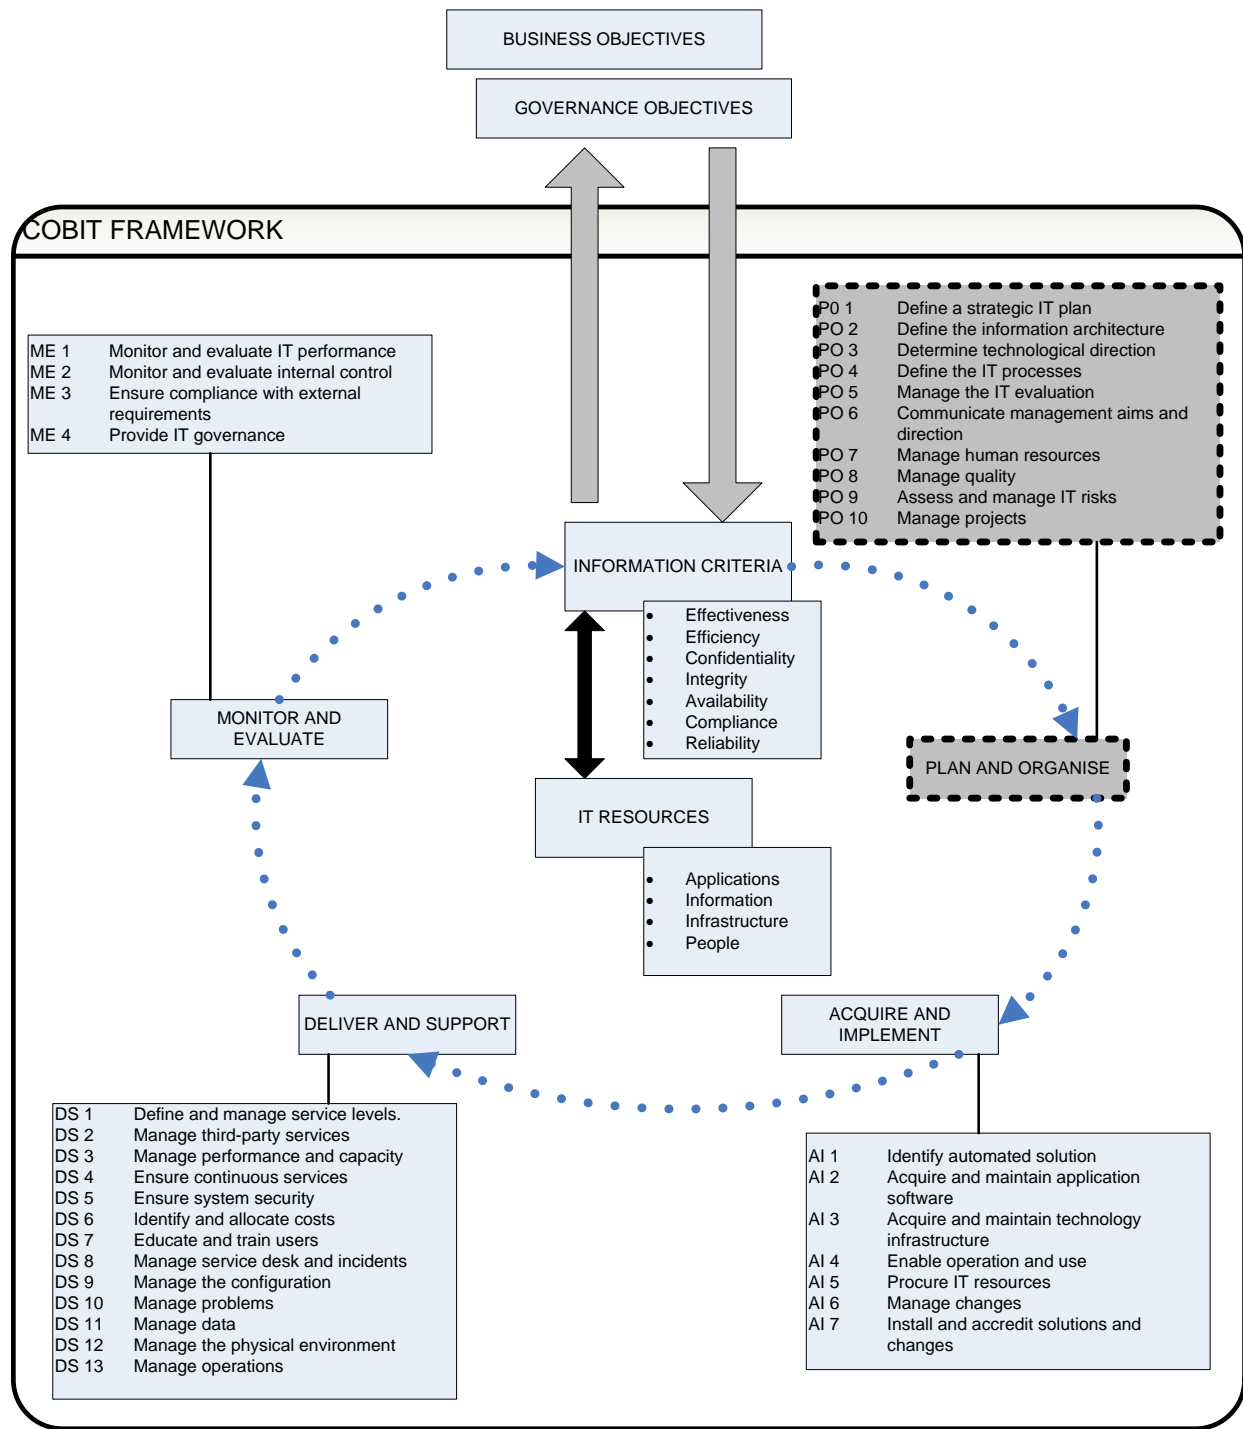 BUSINESS OBJECTIVES
GOVERNANCE OBJECTIVES
COBIT FRAMEWORK
ME 1 Monitor and evaluate IT performance
ME 2 Monitor and evaluate internal control
ME 3 Ensure compliance with external
requirements
ME 4 Provide IT governance
P0 1 Define a strategic IT plan
PO 2 Define the information architecture
PO 3 Determine technological direction
PO 4 Define the IT processes
PO 5 Manage the IT evaluation
PO 6 Communicate management aims and
direction
PO 7 Manage human resources
PO 8 Manage quality
PO 9 Assess and manage IT risks
PO 10 Manage projects
INFORMATION CRITERIA
• Effectiveness
• Efficiency
• Confidentiality
• Integrity
• Availability
• Compliance
• Reliability
MONITOR AND
EVALUATE
PLAN AND ORGANISE
IT RESOURCES
• Applications
• Information
• Infrastructure
• People
DELIVER AND SUPPORT
ACQUIRE AND
IMPLEMENT
DS 1 Define and manage service levels.
DS 2 Manage third-party services
DS 3 Manage performance and capacity
DS 4 Ensure continuous services
DS 5 Ensure system security
DS 6 Identify and allocate costs
DS 7 Educate and train users
DS 8 Manage service desk and incidents
DS 9 Manage the configuration
DS 10 Manage problems
DS 11 Manage data
DS 12 Manage the physical environment
DS 13 Manage operations
AI 1 Identify automated solution
AI 2 Acquire and maintain application
software
AI 3 Acquire and maintain technology
infrastructure
AI 4 Enable operation and use
AI 5 Procure IT resources
AI 6 Manage changes
AI 7 Install and accredit solutions and
changes